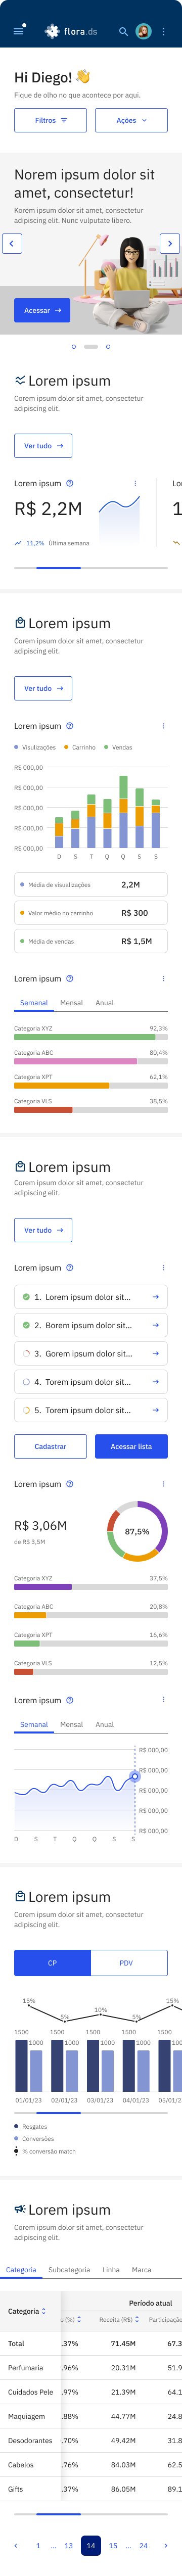 flora.ds
Hi Diego! 👋
Fique de olho no que acontece por aqui.
Filtros
Ações
Norem ipsum dolor sit
amet, consectetur!
Korem ipsum dolor sit amet, consectetur
adipiscing elit. Nunc vulputate libero.
Acessar
Lorem ipsum
Corem ipsum dolor sit amet, consectetur
adipiscing elit.
Ver tudo
Lorem ipsum
Lor
R$ 2,2M
1
11,2% Última semana
Lorem ipsum
Corem ipsum dolor sit amet, consectetur
adipiscing elit.
Ver tudo
Lorem ipsum
Visulizações
Carrinho
Vendas
R$ 000,00
R$ 000,00
R$ 000,00
R$ 000,00
R$ 000,00
D S T Q Q S S
Média de visualizações 2,2M
Valor médio no carrinho R$ 300
Média de vendas R$ 1,5M
Lorem ipsum
Semanal Mensal Anual
Categoria XYZ 92,3%
Categoria ABC 80,4%
Categoria XPT 62,1%
Categoria VLS 38,5%
Lorem ipsum
Corem ipsum dolor sit amet, consectetur
adipiscing elit.
Ver tudo
Lorem ipsum
1. Lorem ipsum dolor sit...
2. Borem ipsum dolor sit...
3. Gorem ipsum dolor sit...
4. Torem ipsum dolor sit...
5. Torem ipsum dolor sit...
Cadastrar
Acessar lista
Lorem ipsum
R$ 3,06M
de R$ 3,5M
87,5%
Categoria XYZ 37,5%
Categoria ABC 20,8%
Categoria XPT 16,6%
Categoria VLS 12,5%
Lorem ipsum
Semanal Mensal Anual
R$ 000,00
R$ 000,00
R$ 000,00
R$ 000,00
R$ 000,00
D S T Q Q S S
Lorem ipsum
Corem ipsum dolor sit amet, consectetur
adipiscing elit.
CP
PDV
15% 5% 10% 5% 15%
1500 1500 1500 1500 1500
1000 1000 1000 1000 100
01/01/23 02/01/23 03/01/23 04/01/23 05/01/2
Resgates
Conversões
% conversão match
Lorem ipsum
Corem ipsum dolor sit amet, consectetur
adipiscing elit.
Categoria Subcategoria Linha Marca
Período atual
Categoria
(%) Receita (R$) Participação
Total .37% 71.45M 67.3
Perfumaria .96% 20.31M 51.9
Cuidados Pele .97% 21.39M 64.1
Maquiagem .88% 44.77M 24.8
Desodorantes .70% 49.42M 31.8
Cabelos .76% 84.03M 62.5
Gifts .37% 86.05M 89.1
1 ... 13 14 15 ... 24